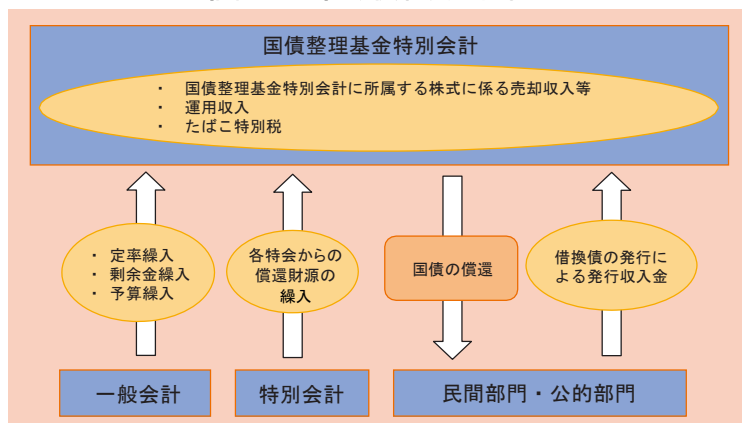 国債整理基金特別会計
・ 国債整理基金特別会計に所属する株式に係る売却収入等
・ 運用収入
・ たばこ特別税
・ 定率繰入
・ 剰余金繰入
・ 予算繰入
各特会からの
償還財源の
繰入
国債の償還
借換債の発行に
よる発行収入金
一般会計
特別会計
民間部門・公的部門